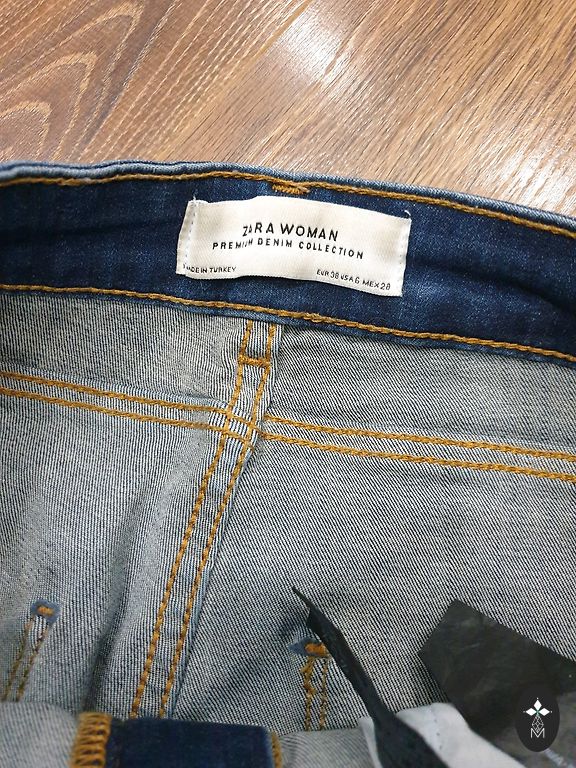 ZARA WOMAN
PREMIUM DENIM COLLECTION
MADE IN TURKEY
EUR 38 USA 6 MEX 28